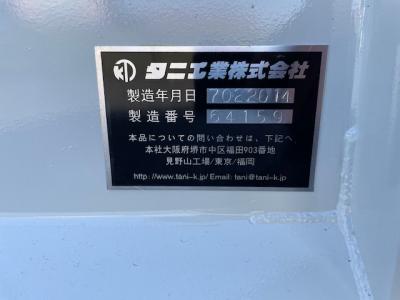 タニ工業株式会社
製造年月日 7022014
製造番号 64159
本品についての問い合わせは、下記へ
本社大阪府堺市中区福田903番地
見野山工場/東京/福岡
http://www.tani-k.jp/ Email: tani@tani-k.jp